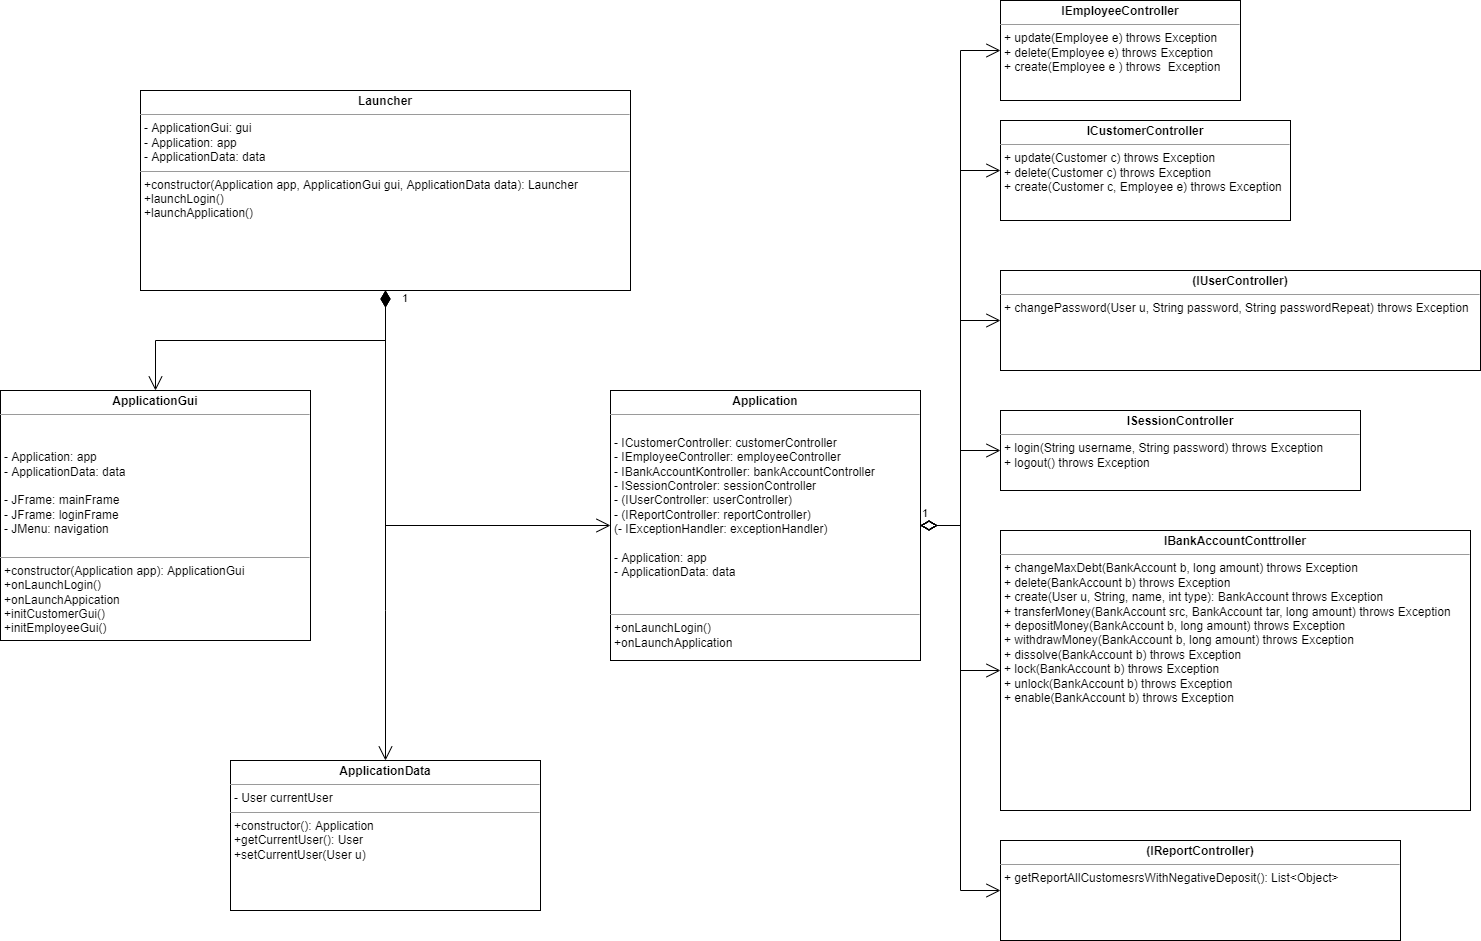 Launcher
- ApplicationGui: gui
- Application: app
- ApplicationData: data
+constructor(Application app, ApplicationGui gui, ApplicationData data): Launcher
+launchLogin()
+launchApplication()
1
ApplicationGui
- Application: app
- ApplicationData: data
- JFrame: mainFrame
- JFrame: loginFrame
- JMenu: navigation
+constructor(Application app): ApplicationGui
+onLaunchLogin()
+onLaunchAppication
+initCustomerGui()
+initEmployeeGui()
ApplicationData
- User currentUser
+constructor(): Application
+getCurrentUser(): User
+setCurrentUser(User u)
Application
- ICustomerController: customerController
- IEmployeeController: employeeController
- IBankAccountKontroller: bankAccountController
- ISessionControler: sessionController
- (IUserController: userController)
- (IReportController: reportController)
(- IExceptionHandler: exceptionHandler)
- Application: app
- ApplicationData: data
+onLaunchLogin()
+onLaunchApplication
1
IEmployeeController
+ update(Employee e) throws Exception
+ delete(Employee e) throws Exception
+ create(Employee e ) throws  Exception
ICustomerController
+ update(Customer c) throws Exception
+ delete(Customer c) throws Exception
+ create(Customer c, Employee e) throws Exception
(IUserController)
+ changePassword(User u, String password, String passwordRepeat) throws Exception
ISessionController
+ login(String username, String password) throws Exception
+ logout() throws Exception
IBankAccountConttroller
+ changeMaxDebt(BankAccount b, long amount) throws Exception
+ delete(BankAccount b) throws Exception
+ create(User u, String, name, int type): BankAccount throws Exception
+ transferMoney(BankAccount src, BankAccount tar, long amount) throws Exception
+ depositMoney(BankAccount b, long amount) throws Exception
+ withdrawMoney(BankAccount b, long amount) throws Exception
+ dissolve(BankAccount b) throws Exception
+ lock(BankAccount b) throws Exception
+ unlock(BankAccount b) throws Exception
+ enable(BankAccount b) throws Exception
(IReportController)
+ getReportAllCustomesrsWithNegativeDeposit(): List<Object>